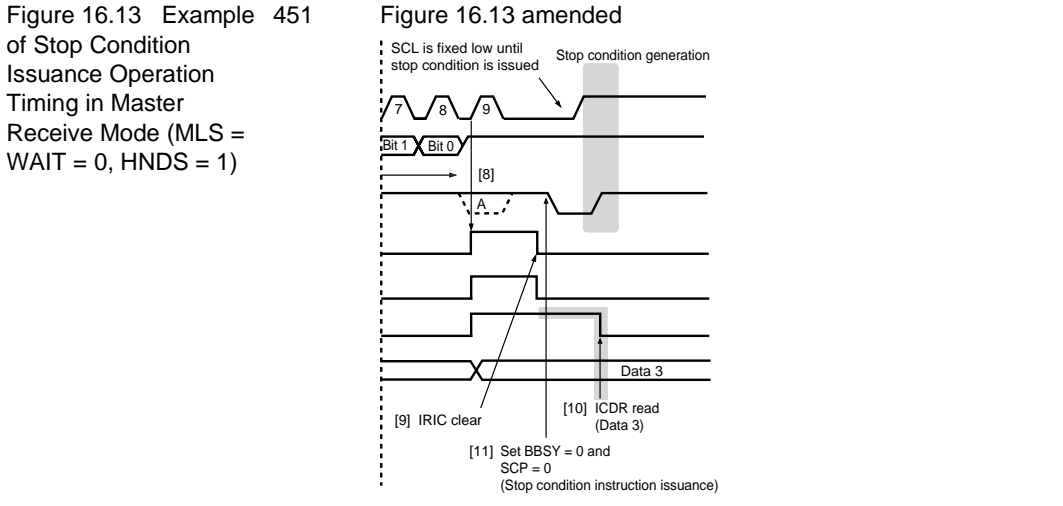 Figure 16.13 Example 451
of Stop Condition
Issuance Operation
Timing in Master
Receive Mode (MLS =
WAIT = 0, HNDS = 1)
Figure 16.13 amended
SCL is fixed low until
stop condition is issued
Stop condition generation
7 8 9
Bit 1 Bit 0
[8]
A
Data 3
[9] IRIC clear
[10] ICDR read
(Data 3)
[11] Set BBSY = 0 and
SCP = 0
(Stop condition instruction issuance)